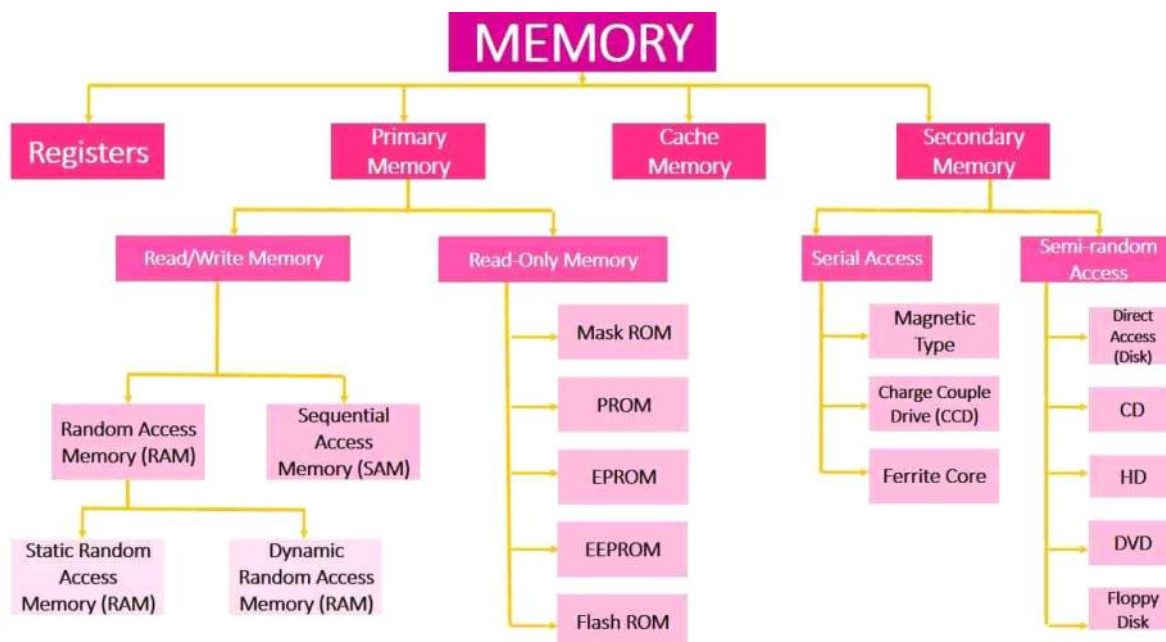 MEMORY
Registers
Primary
Memory
Cache
Memory
Secondary
Memory
Read/Write Memory
Read-Only Memory
Serial Access
Semi-random
Access
Mask ROM
PROM
EPROM
EEPROM
Flash ROM
Magnetic
Type
Charge Couple
Drive (CCD)
Ferrite Core
Direct
Access
(Disk)
CD
HD
DVD
Floppy
Disk
Random Access
Memory (RAM)
Sequential
Access
Memory (SAM)
Static Random
Access
Memory (RAM)
Dynamic
Random Access
Memory (RAM)